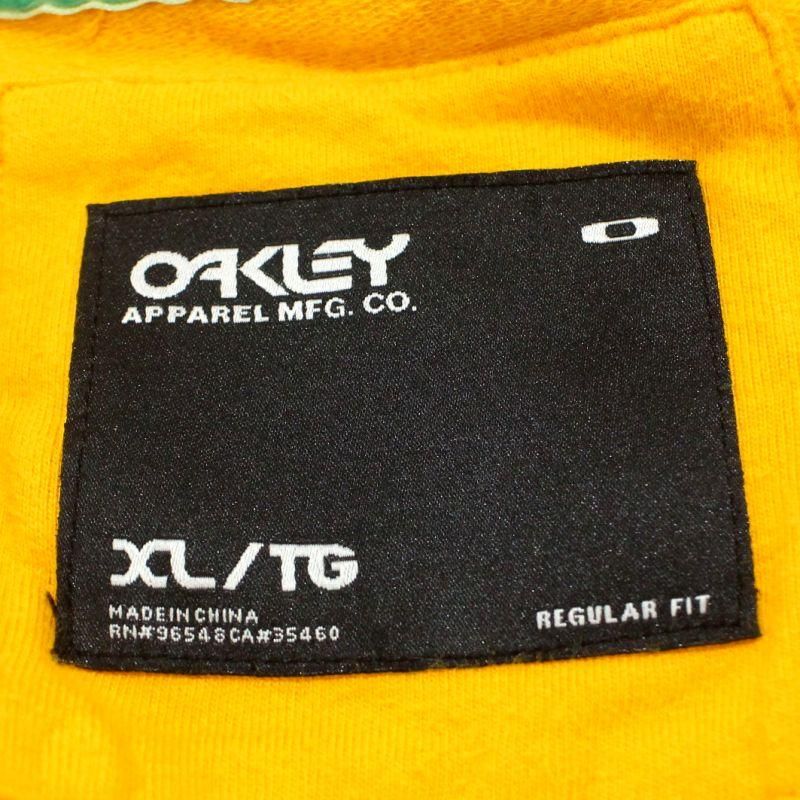 OAKLEY
APPAREL MFG. CO.
XL/TG
MADE IN CHINA
RN#96548 CA#35460
REGULAR FIT